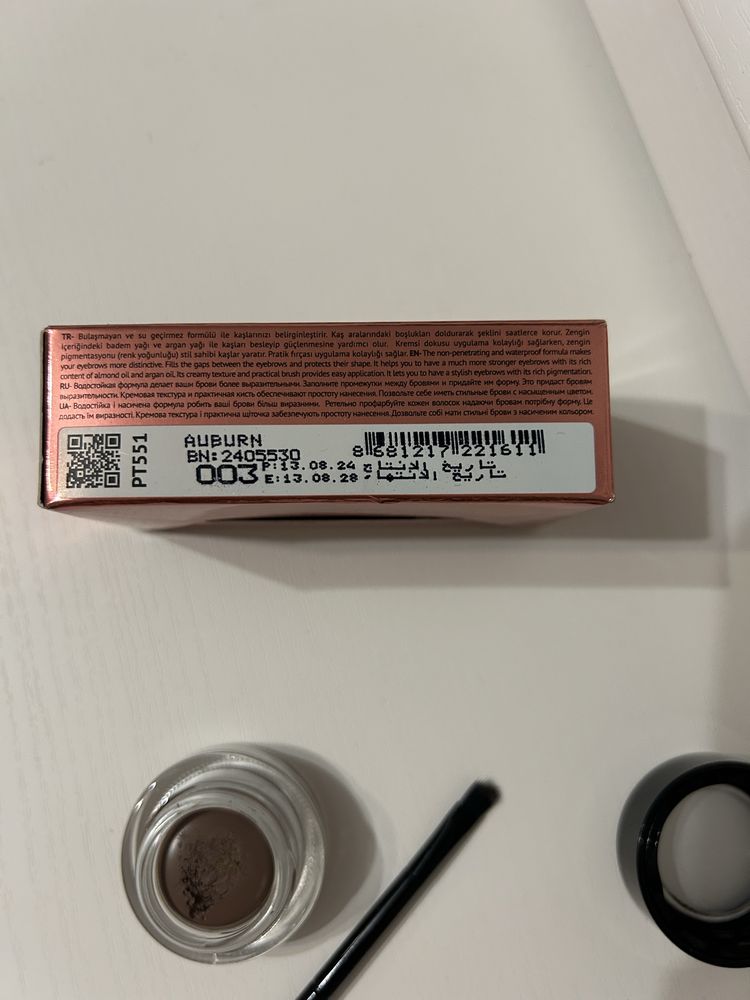 TR- Bulaşmayan ve su geçirmez formülü ile kaşlarınızı belirginleştirir. Kaş aralarındaki boşlukları doldurarak şeklini saatlerce korur. Zengin
içeriğindeki badem yağı ve argan yağı ile kaşları besleyip güçlenmesine yardımcı olur. Kremsi dokusu uygulama kolaylığı sağlarken, zengin
pigmentasyonu (renk yoğunluğu) stil sahibi kaşlar yaratır. Pratik fırçası uygulama kolaylığı sağlar. EN- The non-penetrating and waterproof formula makes
your eyebrows more distinctive. Fills the gaps between the eyebrows and protects their shape. It helps you to have a much more stronger eyebrows with its rich
content of almond oil and argan oil. Its creamy texture and practical brush provides easy application. It lets you to have a stylish eyebrows with its rich pigmentation.
RU- Водостойкая формула делает ваши брови более выразительными. Заполните промежутки между бровями и придайте им форму. Это придаст бровям
выразительности. Кремовая текстура и практичная кисть обеспечивают простоту нанесения. Позвольте себе иметь стильные брови с насыщенным цветом.
UA- Водостійка і насичена формула робить ваші брови більш виразними. Ретельно профарбуйте кожен волосок надаючи бровам потрібну форму. Це
додасть їм виразності. Кремова текстура і практична щіточка забезпечують простоту нанесення. Дозвольте собі мати стильні брови з насиченим кольором.
PT551
AUBURN
BN:2405530
003
P:13.08.24 تاريخ الانتاج
E:13.08.28 تاريخ الانتهاء
8 681217 221611